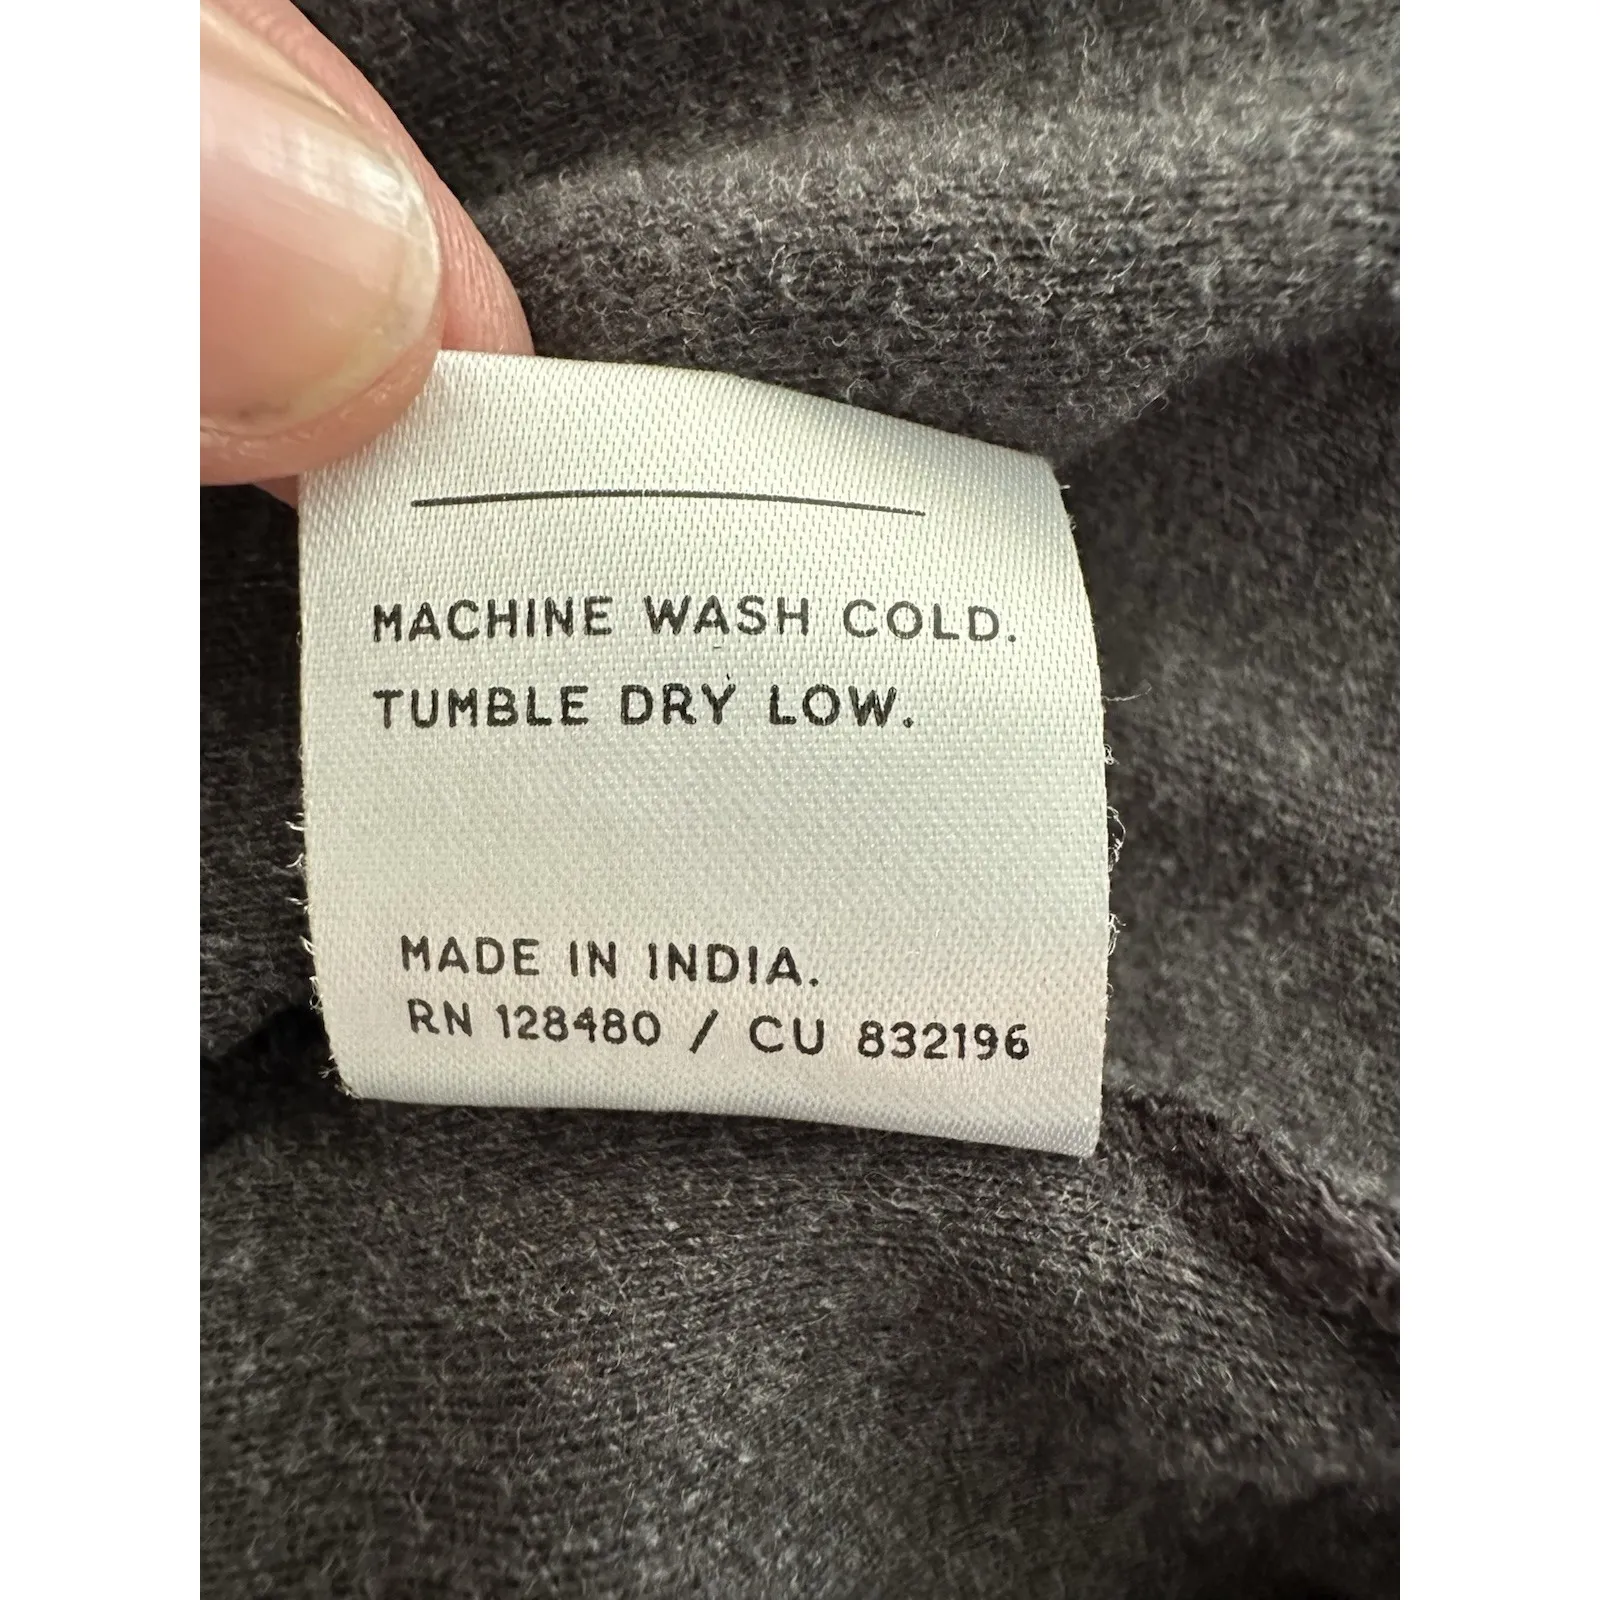 MACHINE WASH COLD.
TUMBLE DRY LOW.
MADE IN INDIA.
RN 128480 / CU 832196